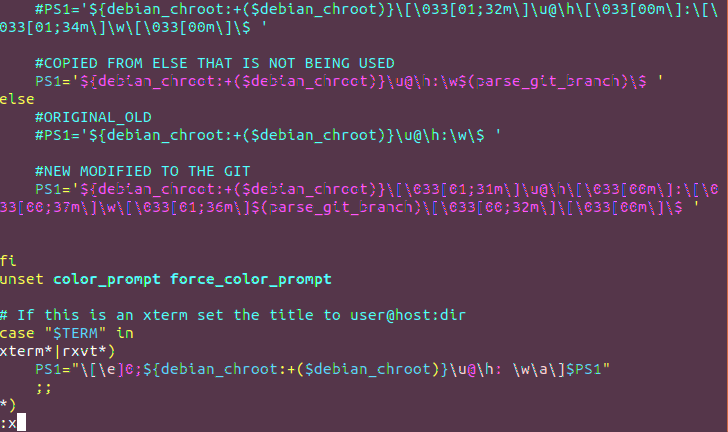 #PS1='${debian_chroot:+($debian_chroot)}\[\033[01;32m\]\u@\h\[\033[00m\]:\[\
033[01;34m\]\w\[\033[00m\]\$ '
#COPIED FROM ELSE THAT IS NOT BEING USED
PS1='${debian_chroot:+($debian_chroot)}\u@\h:\w$(parse_git_branch)\$ '
else
#ORIGINAL_OLD
#PS1='${debian_chroot:+($debian_chroot)}\u@\h:\w\$ '
#NEW MODIFIED TO THE GIT
PS1='${debian_chroot:+($debian_chroot)}\[\033[01;31m\]\u@\h\[\033[00m\]:\[\0
33[00;37m\]\w\[\033[01;36m\]$(parse_git_branch)\[\033[00;32m\]\[\033[00m\]\$ '
fi
unset color_prompt force_color_prompt
# If this is an xterm set the title to user@host:dir
case "$TERM" in
xterm*|rxvt*)
PS1="\[\e]0;${debian_chroot:+($debian_chroot)}\u@\h: \w\a\]$PS1"
;;
*)
:x